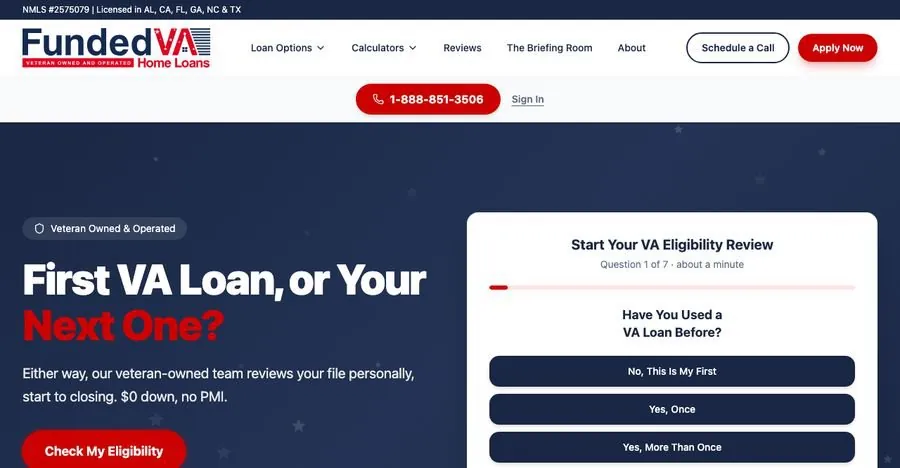 NMLS #2575079 | Licensed in AL, CA, FL, GA, NC & TX
FundedVA
VETERAN OWNED AND OPERATED Home Loans
Loan Options
Calculators
Reviews
The Briefing Room
About
Schedule a Call
Apply Now
1-888-851-3506
Sign In
Veteran Owned & Operated
First VA Loan, or Your
Next One?
Either way, our veteran-owned team reviews your file personally,
start to closing. $0 down, no PMI.
Check My Eligibility
Start Your VA Eligibility Review
Question 1 of 7 · about a minute
Have You Used a
VA Loan Before?
No, This Is My First
Yes, Once
Yes, More Than Once